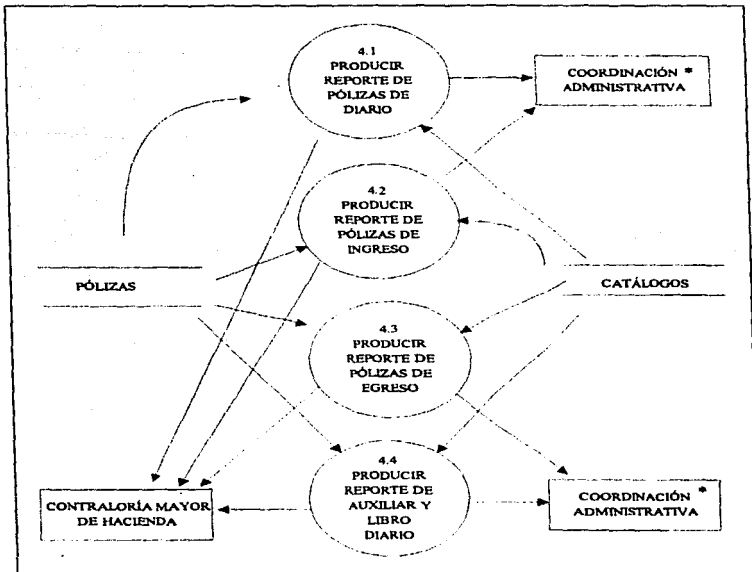 4.1
PRODUCIR
REPORTE DE
PÓLIZAS DE
DIARIO
COORDINACIÓN *
ADMINISTRATIVA
4.2
PRODUCIR
REPORTE DE
PÓLIZAS DE
INGRESO
PÓLIZAS
CATÁLOGOS
4.3
PRODUCIR
REPORTE DE
PÓLIZAS DE
EGRESO
4.4
PRODUCIR
REPORTE DE
AUXILIAR Y
LIBRO
DIARIO
CONTRALORÍA MAYOR
DE HACIENDA
COORDINACIÓN *
ADMINISTRATIVA